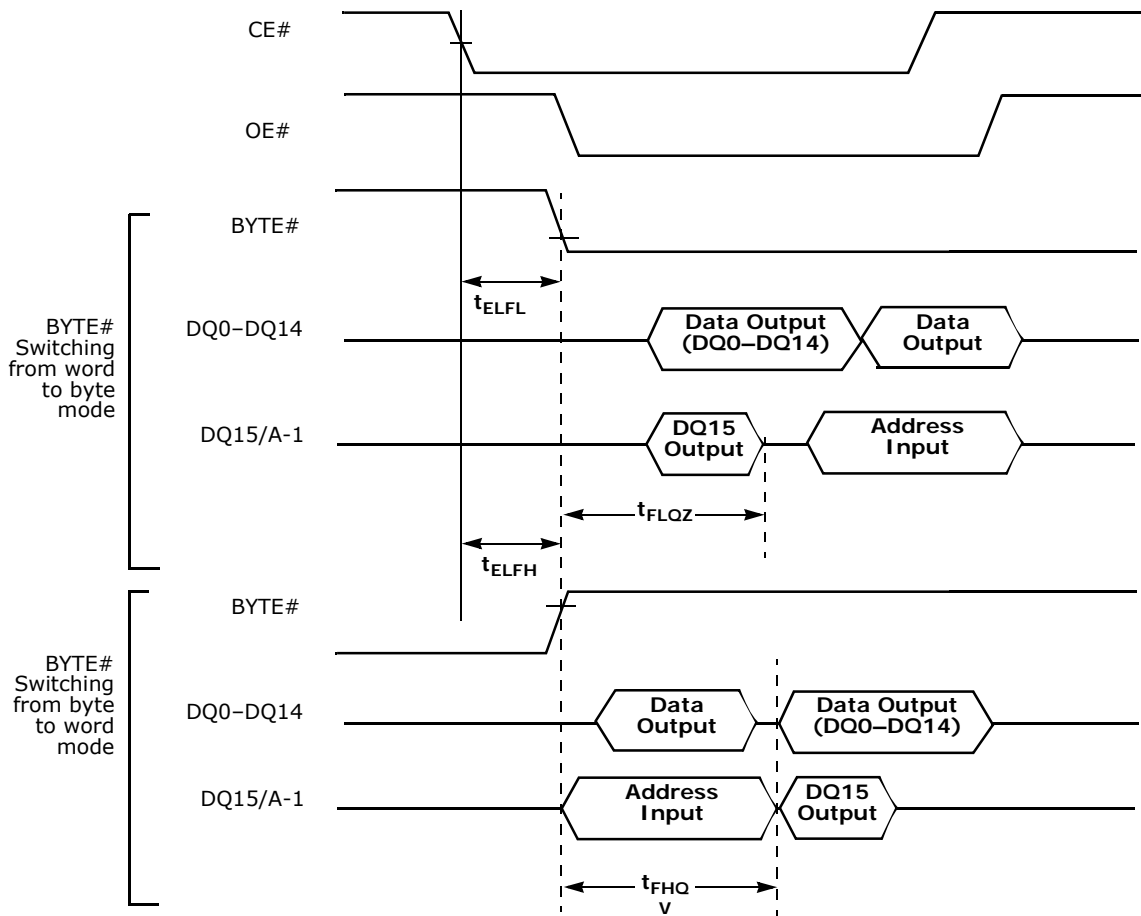 CE#
OE#
BYTE#
tELFL
BYTE#
Switching
from word
to byte
mode
DQ0–DQ14
Data Output
(DQ0–DQ14)
Data
Output
DQ15/A-1
DQ15
Output
Address
Input
tFLQZ
tELFH
BYTE#
BYTE#
Switching
from byte
to word
mode
DQ0–DQ14
Data
Output
Data Output
(DQ0–DQ14)
DQ15/A-1
Address
Input
DQ15
Output
tFHQ
V